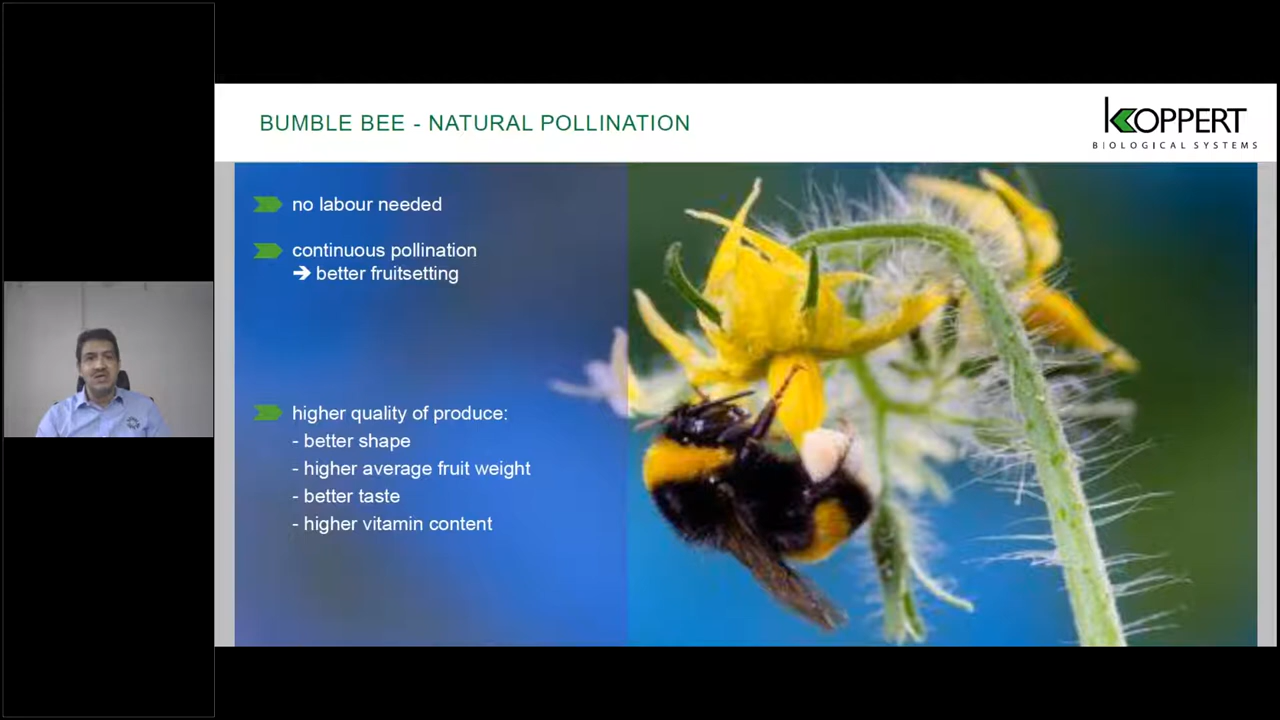 BUMBLE BEE - NATURAL POLLINATION
KOPPERT
BIOLOGICAL SYSTEMS
no labour needed
continuous pollination
➔ better fruitsetting
higher quality of produce:
- better shape
- higher average fruit weight
- better taste
- higher vitamin content